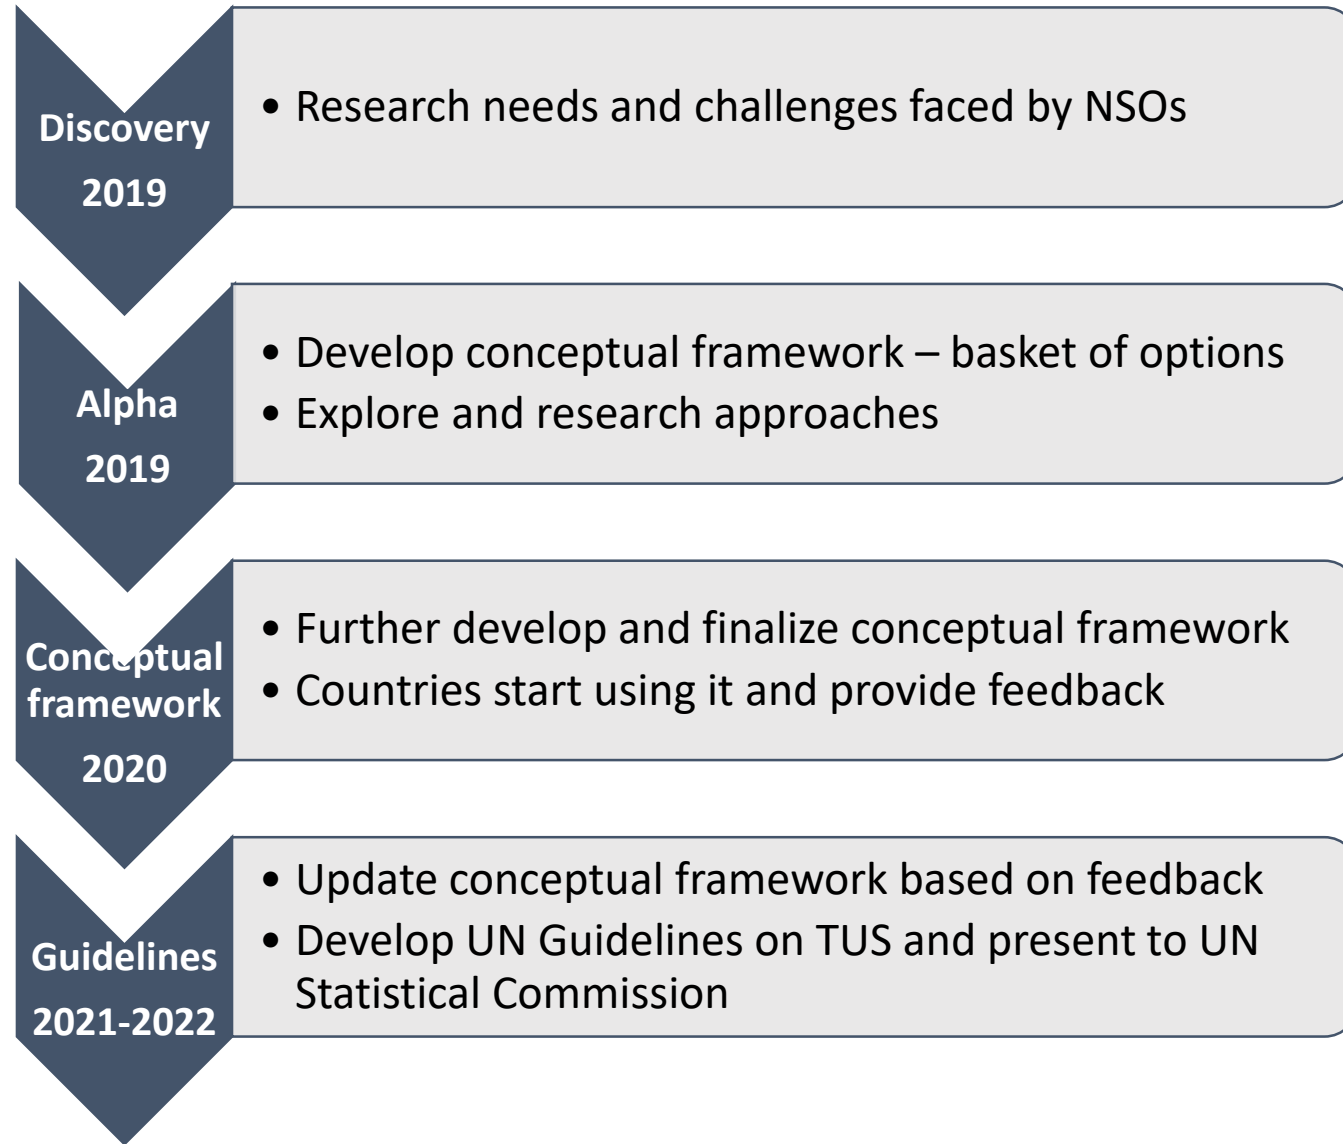 Discovery
2019
• Research needs and challenges faced by NSOs
Alpha
2019
• Develop conceptual framework – basket of options
• Explore and research approaches
Conceptual
framework
2020
• Further develop and finalize conceptual framework
• Countries start using it and provide feedback
Guidelines
2021-2022
• Update conceptual framework based on feedback
• Develop UN Guidelines on TUS and present to UN
Statistical Commission